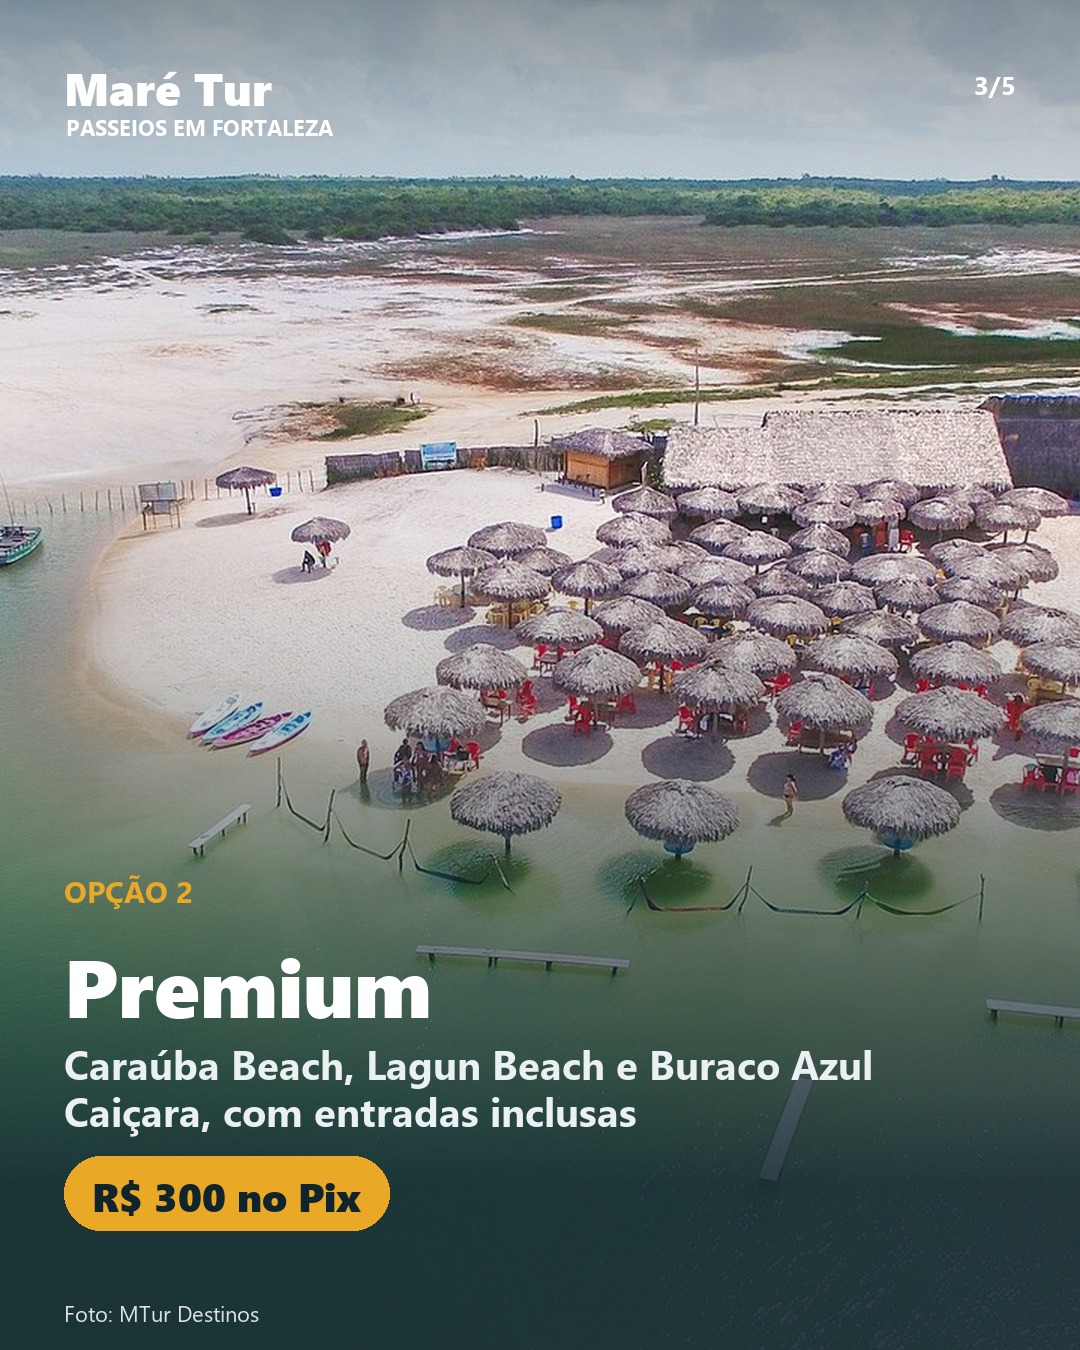 Maré Tur
PASSEIOS EM FORTALEZA
3/5
OPÇÃO 2
Premium
Caraúba Beach, Lagun Beach e Buraco Azul
Caiçara, com entradas inclusas
R$ 300 no Pix
Foto: MTur Destinos